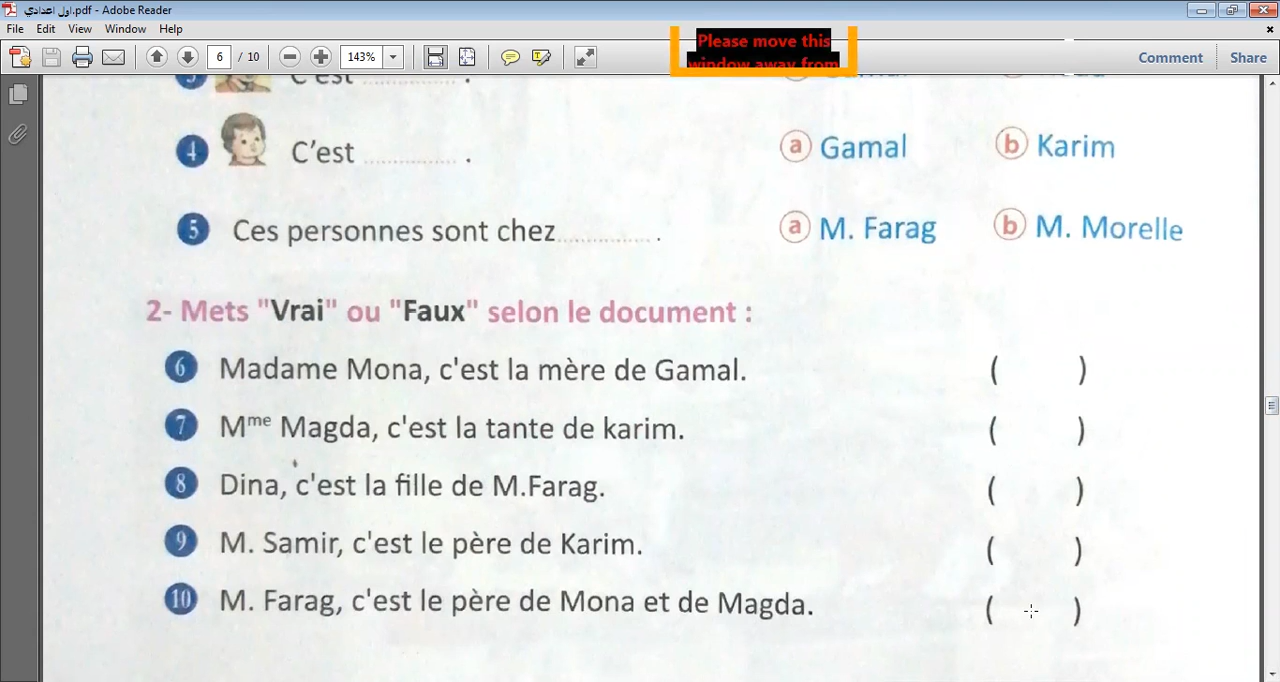 اول اعدادي.pdf - Adobe Reader
File Edit View Window Help
6 / 10 143% Comment Share
Please move this
window away from
3 C'est ............ .
4 C'est ............ . a Gamal b Karim
5 Ces personnes sont chez ............ . a M. Farag b M. Morelle
2- Mets "Vrai" ou "Faux" selon le document :
6 Madame Mona, c'est la mère de Gamal. ( )
7 Mme Magda, c'est la tante de karim. ( )
8 Dina, c'est la fille de M.Farag. ( )
9 M. Samir, c'est le père de Karim. ( )
10 M. Farag, c'est le père de Mona et de Magda. ( )